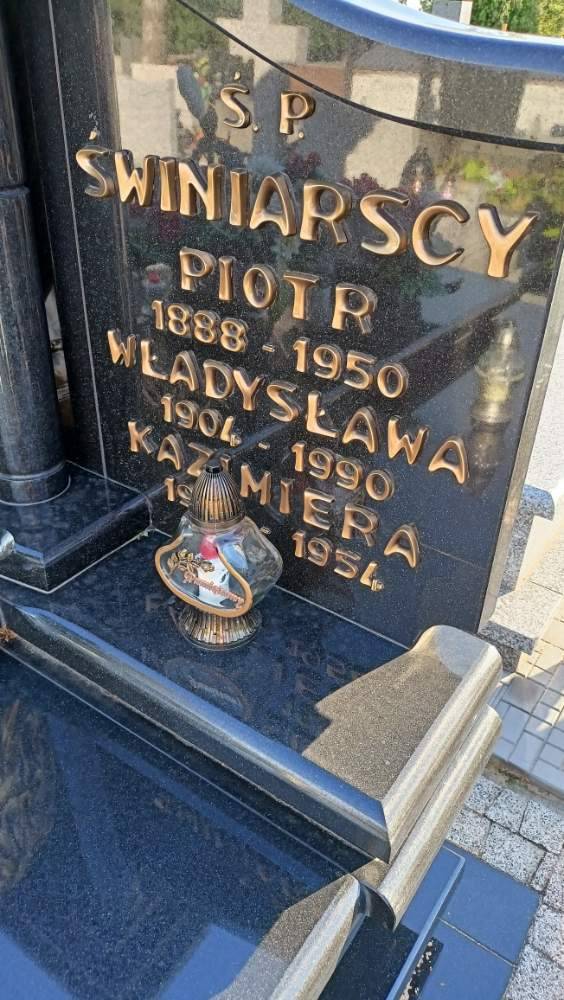 Ś. P.
ŚWINIARSCY
PIOTR
1888 - 1950
WŁADYSŁAWA
1904 - 1990
KAZIMIERA
1954